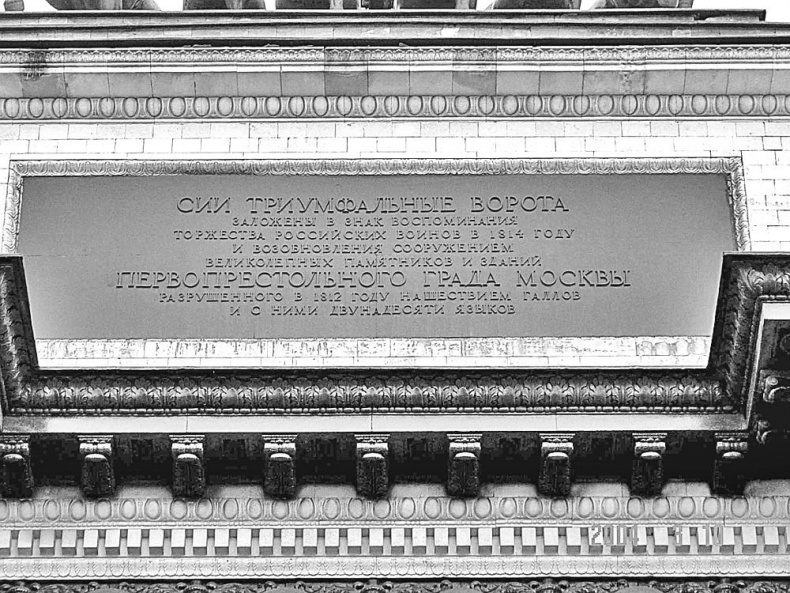 СИИ ТРИУМФАЛЬНЫЕ ВОРОТА
ЗАЛОЖЕНЫ В ЗНАК ВОСПОМИНАНИЯ
ТОРЖЕСТВА РОССИЙСКИХ ВОИНОВ В 1814 ГОДУ
И ВОЗОБНОВЛЕНИЯ СООРУЖЕНИЕМ
ВЕЛИКОЛЕПНЫХ ПАМЯТНИКОВ И ЗДАНИЙ
ПЕРВОПРЕСТОЛЬНОГО ГРАДА МОСКВЫ
РАЗРУШЕННОГО В 1812 ГОДУ НАШЕСТВИЕМ ГАЛЛОВ
И С НИМИ ДВУНАДЕСЯТИ ЯЗЫКОВ
2004